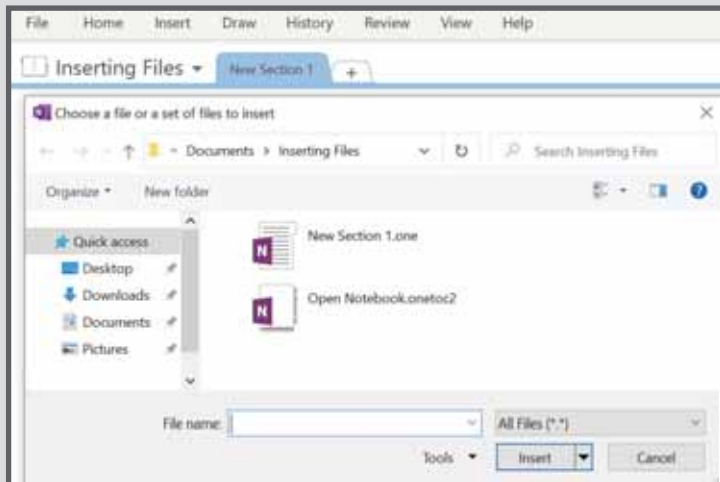 File Home Insert Draw History Review View Help
Inserting Files New Section 1 +
Choose a file or a set of files to insert
Documents > Inserting Files Search Inserting Files
Organize New folder
Quick access
Desktop
Downloads
Documents
Pictures
New Section 1.one
Open Notebook.onetoc2
File name: All Files (*.*)
Tools Insert Cancel